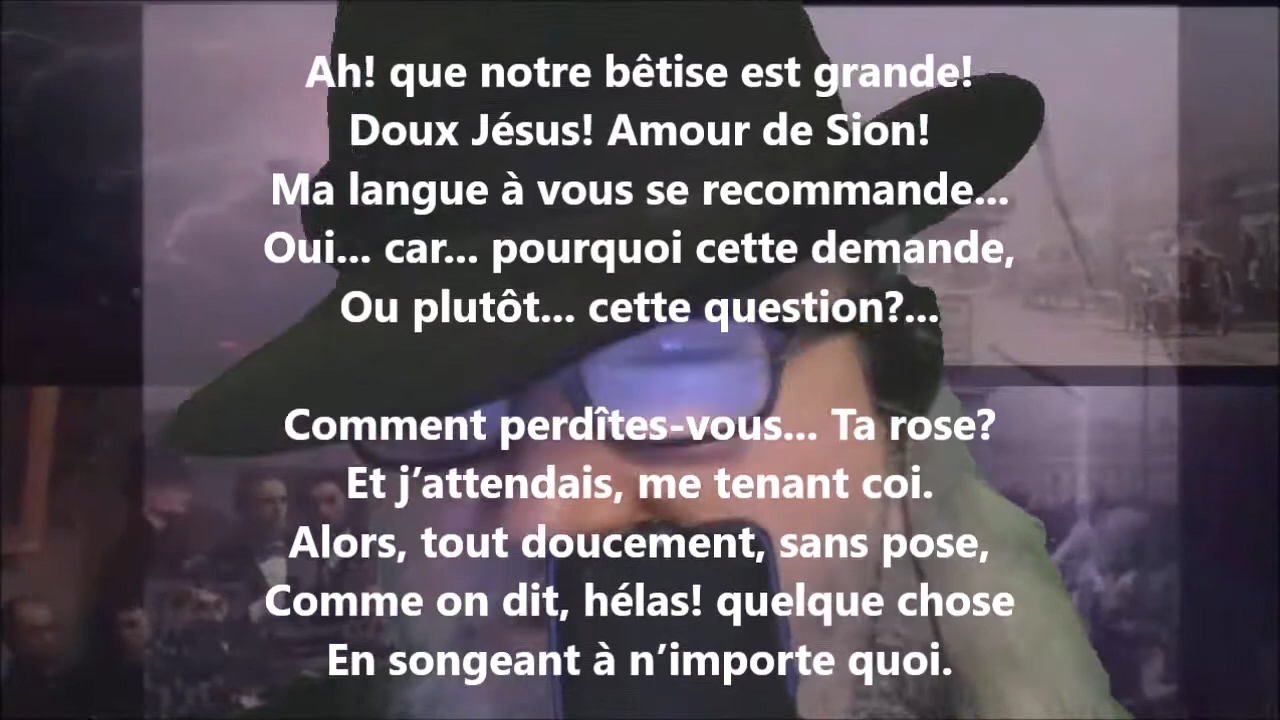 Ah! que notre bêtise est grande!
Doux Jésus! Amour de Sion!
Ma langue à vous se recommande...
Oui... car... pourquoi cette demande,
Ou plutôt... cette question?...
Comment perdîtes-vous... Ta rose?
Et j’attendais, me tenant coi.
Alors, tout doucement, sans pose,
Comme on dit, hélas! quelque chose
En songeant à n’importe quoi.